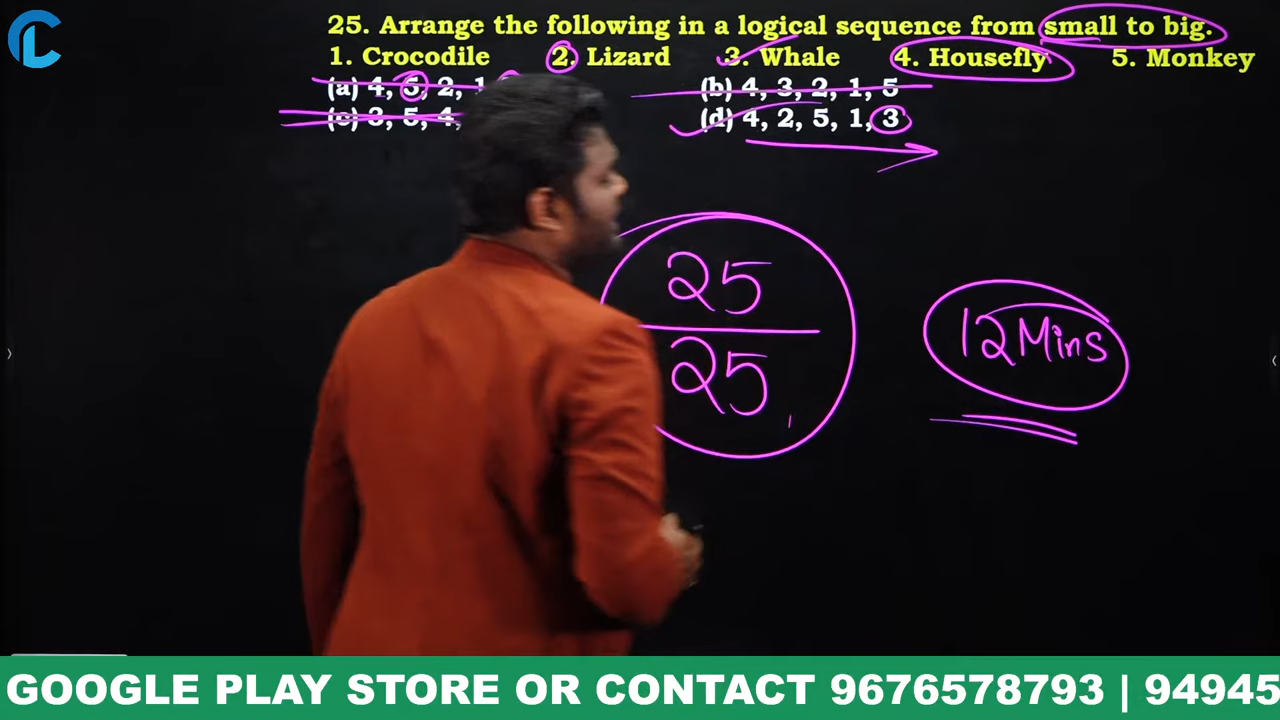 25. Arrange the following in a logical sequence from small to big.
1. Crocodile 2. Lizard 3. Whale 4. Housefly 5. Monkey
(a) 4, 5, 2, 1 (b) 4, 3, 2, 1, 5
(c) 3, 5, 4, (d) 4, 2, 5, 1, 3
25
25
12 Mins
GOOGLE PLAY STORE OR CONTACT 9676578793 | 94945